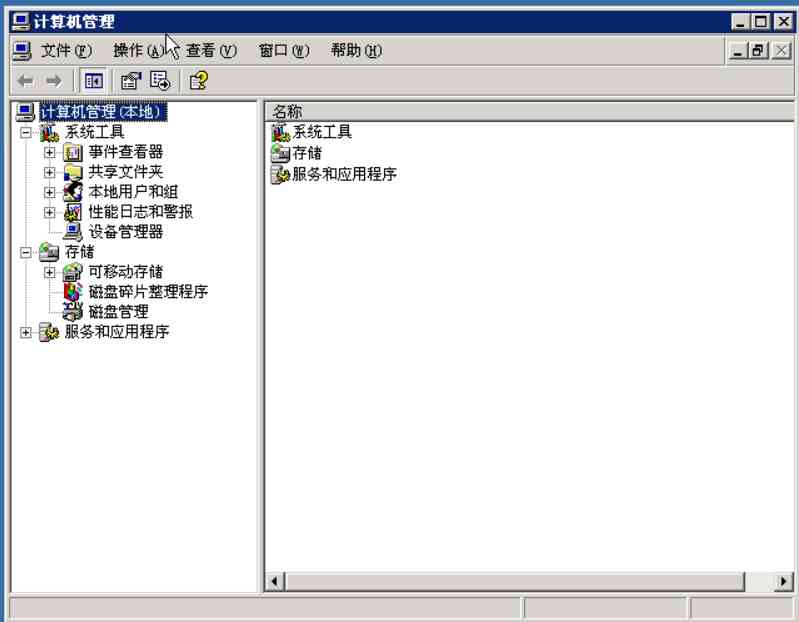 计算机管理
文件(F) 操作(A) 查看(V) 窗口(W) 帮助(H)
计算机管理(本地)
系统工具
事件查看器
共享文件夹
本地用户和组
性能日志和警报
设备管理器
存储
可移动存储
磁盘碎片整理程序
磁盘管理
服务和应用程序
名称
系统工具
存储
服务和应用程序